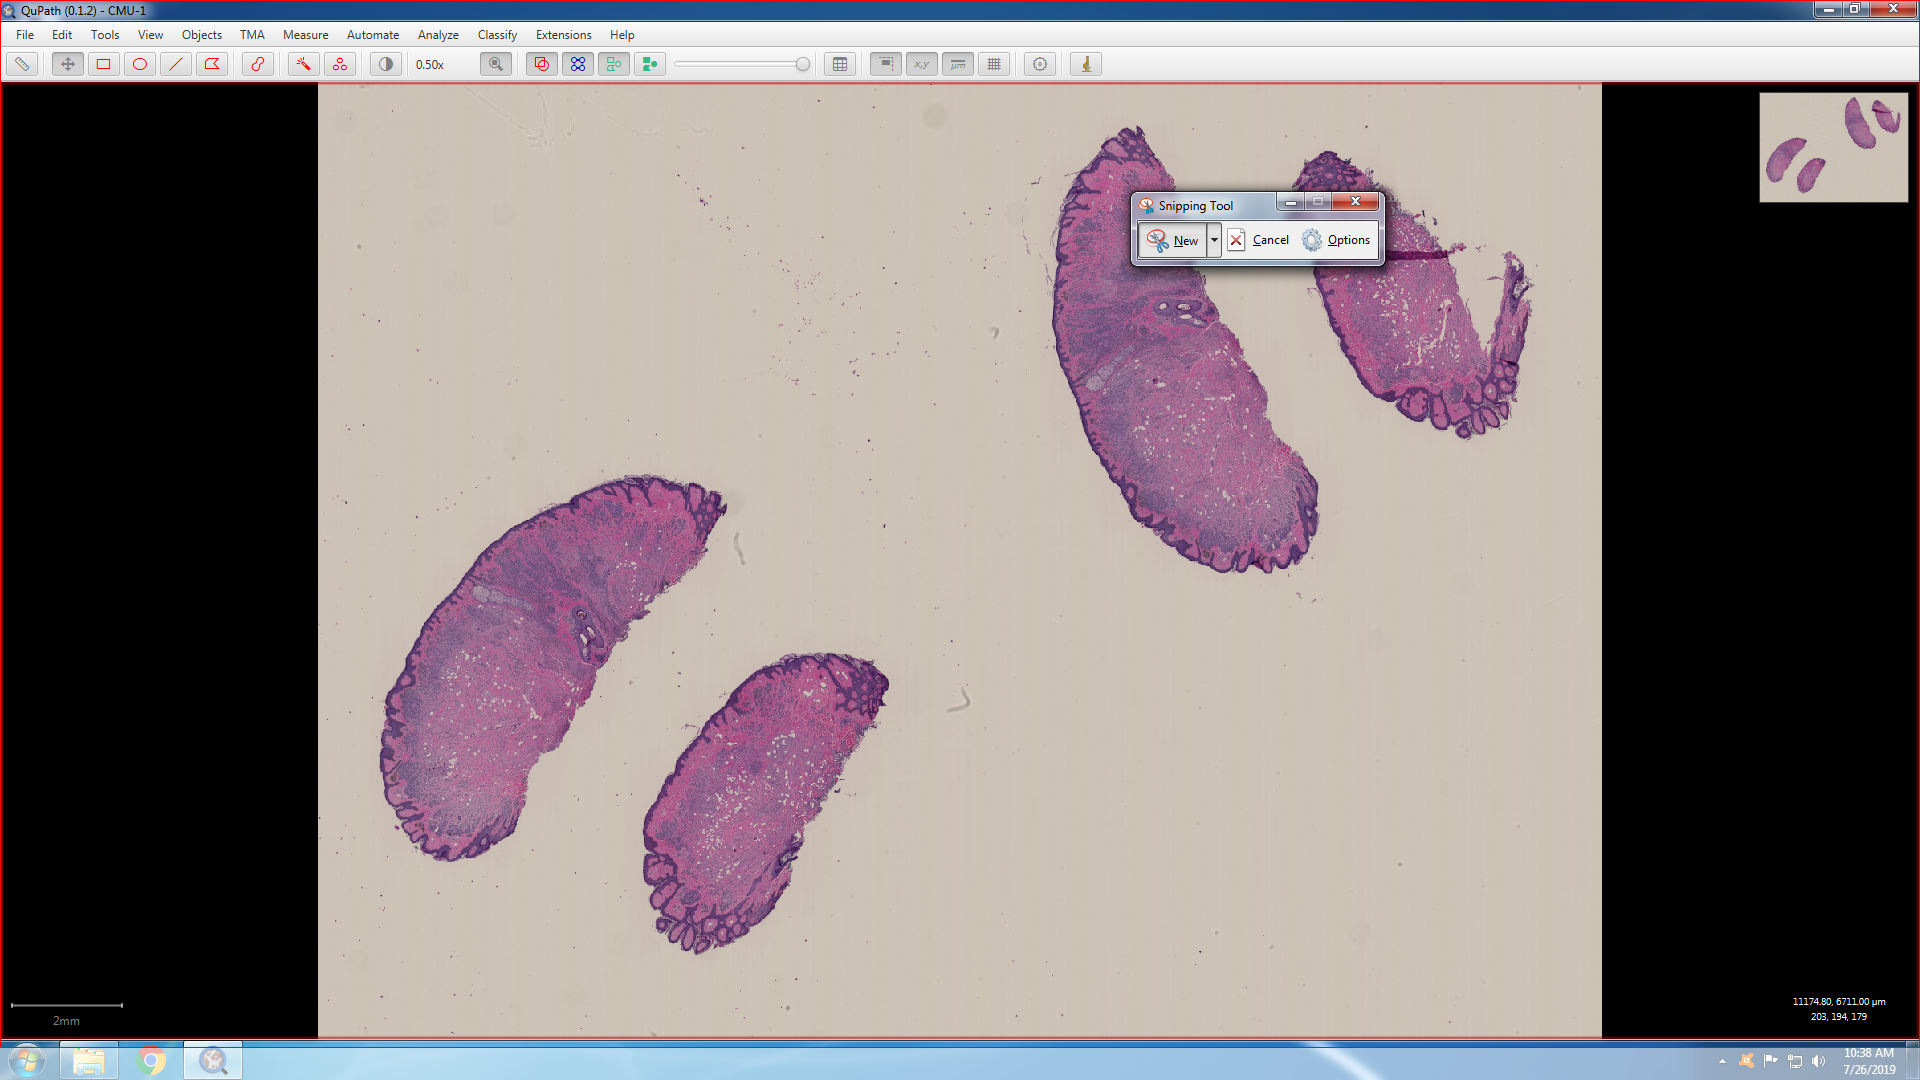 QuPath (0.1.2) - CMU-1
File Edit Tools View Objects TMA Measure Automate Analyze Classify Extensions Help
0.50x
x,y
µm
Snipping Tool
New Cancel Options
2mm
11174.80, 6711.00 µm
203, 194, 179
10:38 AM
7/26/2019